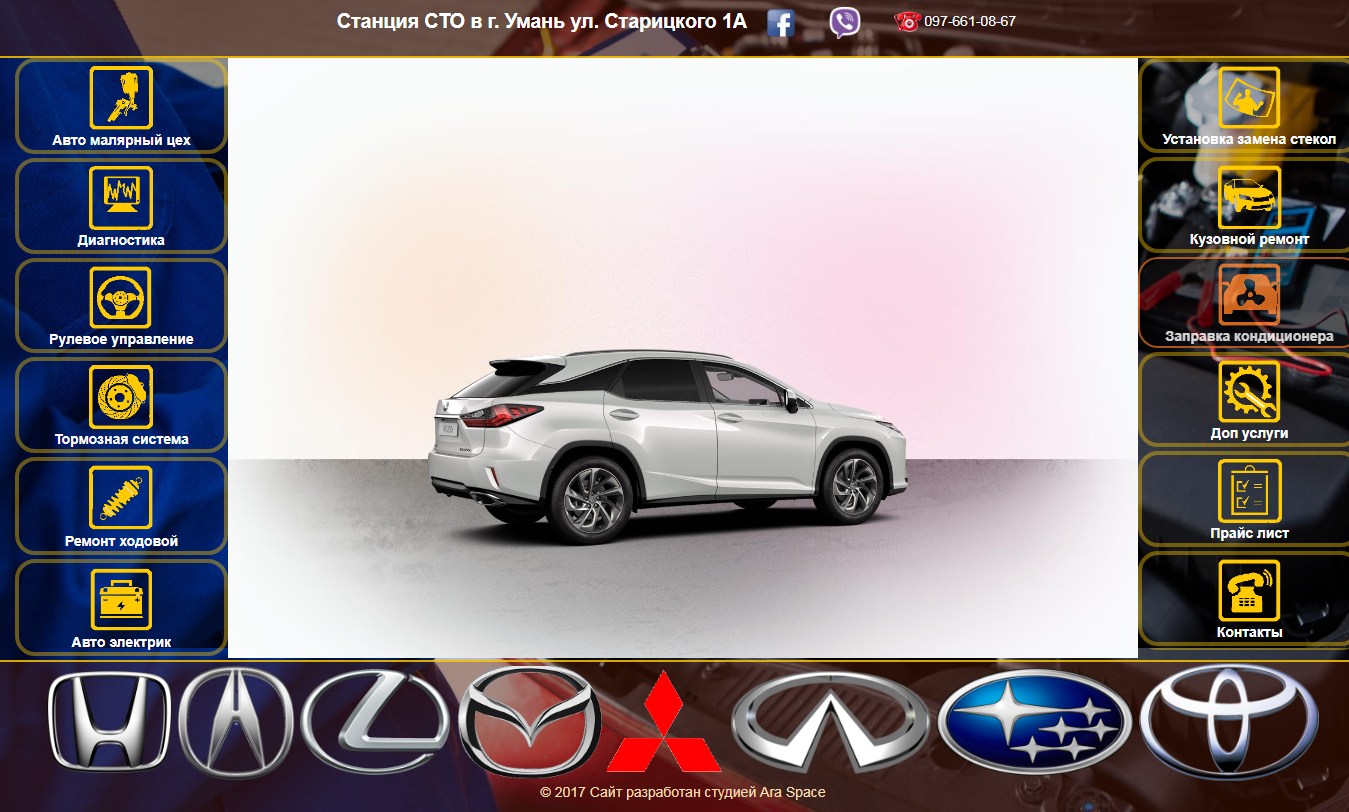 Станция СТО в г. Умань ул. Старицкого 1А
097-661-08-67
Авто малярный цех
Диагностика
Рулевое управление
Тормозная система
Ремонт ходовой
Авто электрик
Установка замена стекол
Кузовной ремонт
Заправка кондиционера
Доп услуги
Прайс лист
Контакты
© 2017 Сайт разработан студией Ara Space